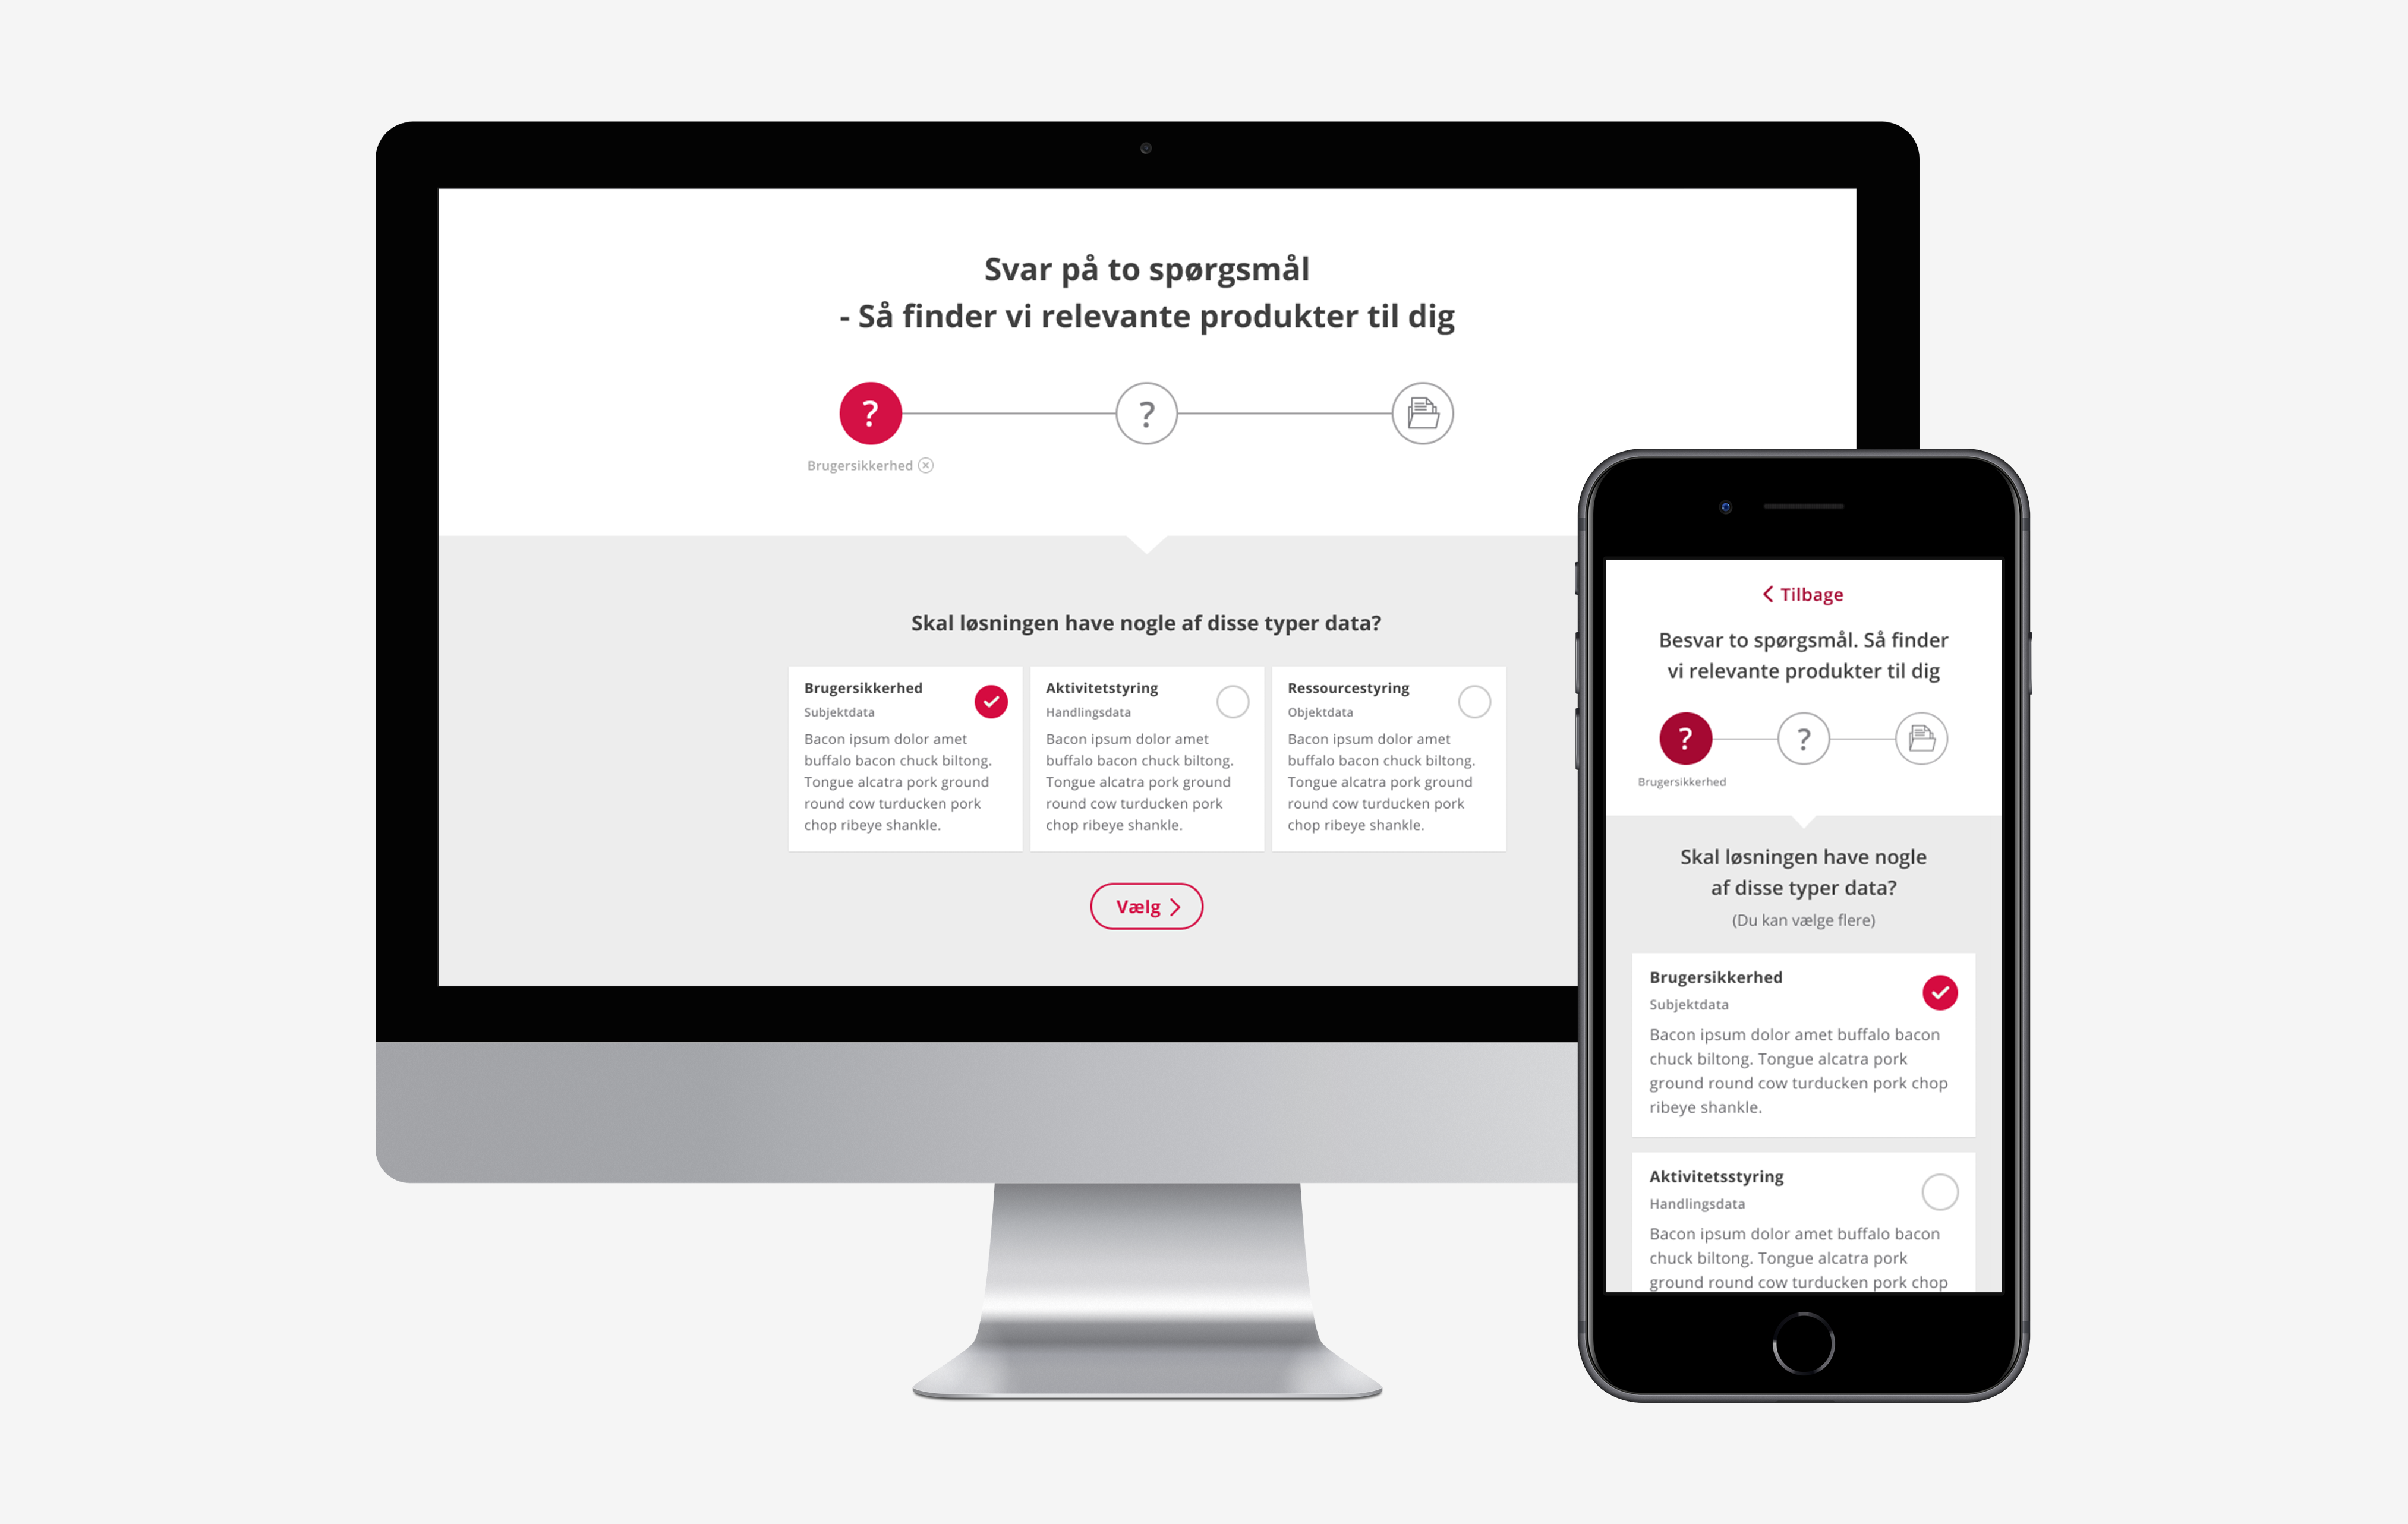 Svar på to spørgsmål
- Så finder vi relevante produkter til dig
?
?
Brugersikkerhed
Skal løsningen have nogle af disse typer data?
Brugersikkerhed
Subjektdata
Bacon ipsum dolor amet
buffalo bacon chuck biltong.
Tongue alcatra pork ground
round cow turducken pork
chop ribeye shankle.
Aktivitetstyring
Handlingsdata
Bacon ipsum dolor amet
buffalo bacon chuck biltong.
Tongue alcatra pork ground
round cow turducken pork
chop ribeye shankle.
Ressourcestyring
Objektdata
Bacon ipsum dolor amet
buffalo bacon chuck biltong.
Tongue alcatra pork ground
round cow turducken pork
chop ribeye shankle.
Vælg
Tilbage
Besvar to spørgsmål. Så finder
vi relevante produkter til dig
?
?
Brugersikkerhed
Skal løsningen have nogle
af disse typer data?
(Du kan vælge flere)
Brugersikkerhed
Subjektdata
Bacon ipsum dolor amet buffalo bacon
chuck biltong. Tongue alcatra pork
ground round cow turducken pork chop
ribeye shankle.
Aktivitetsstyring
Handlingsdata
Bacon ipsum dolor amet buffalo bacon
chuck biltong. Tongue alcatra pork
ground round cow turducken pork chop